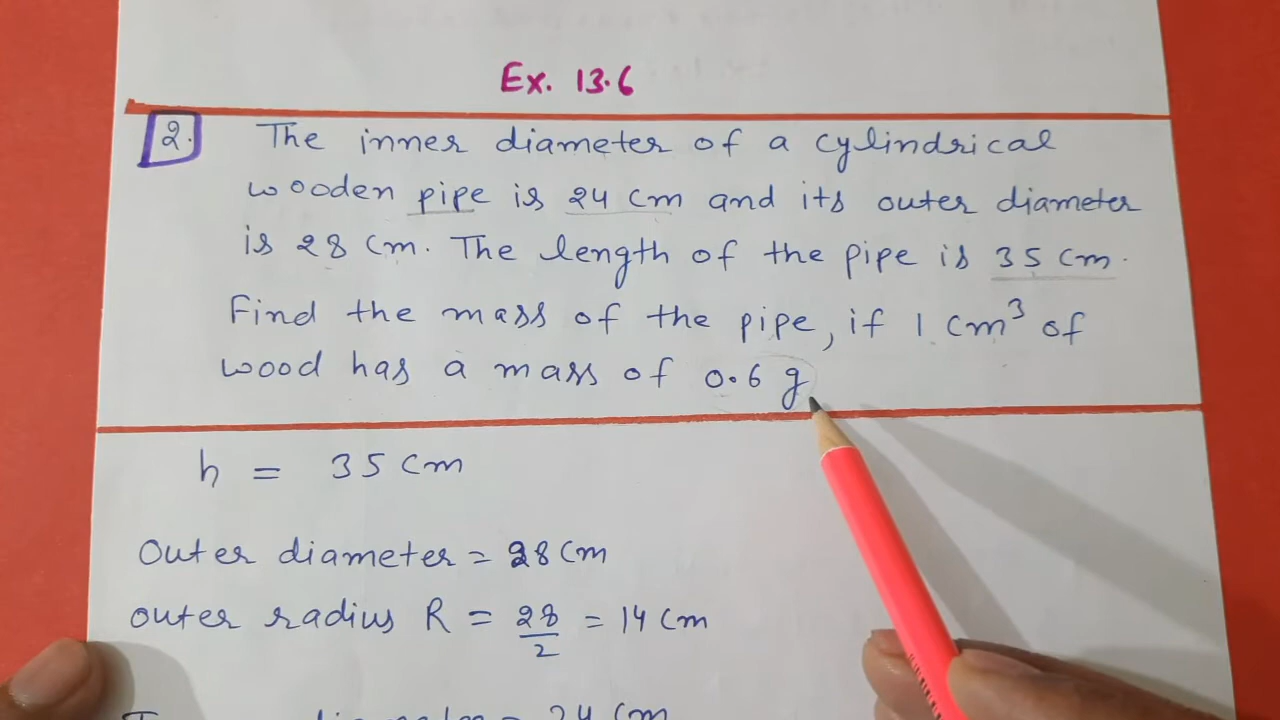 Ex. 13.6
2. The inner diameter of a cylindrical
wooden pipe is 24 cm and its outer diameter
is 28 cm. The length of the pipe is 35 cm.
Find the mass of the pipe, if 1 cm³ of
wood has a mass of 0.6 g
h = 35 cm
Outer diameter = 28 cm
outer radius R = 28/2 = 14 cm
diameter = 24 cm